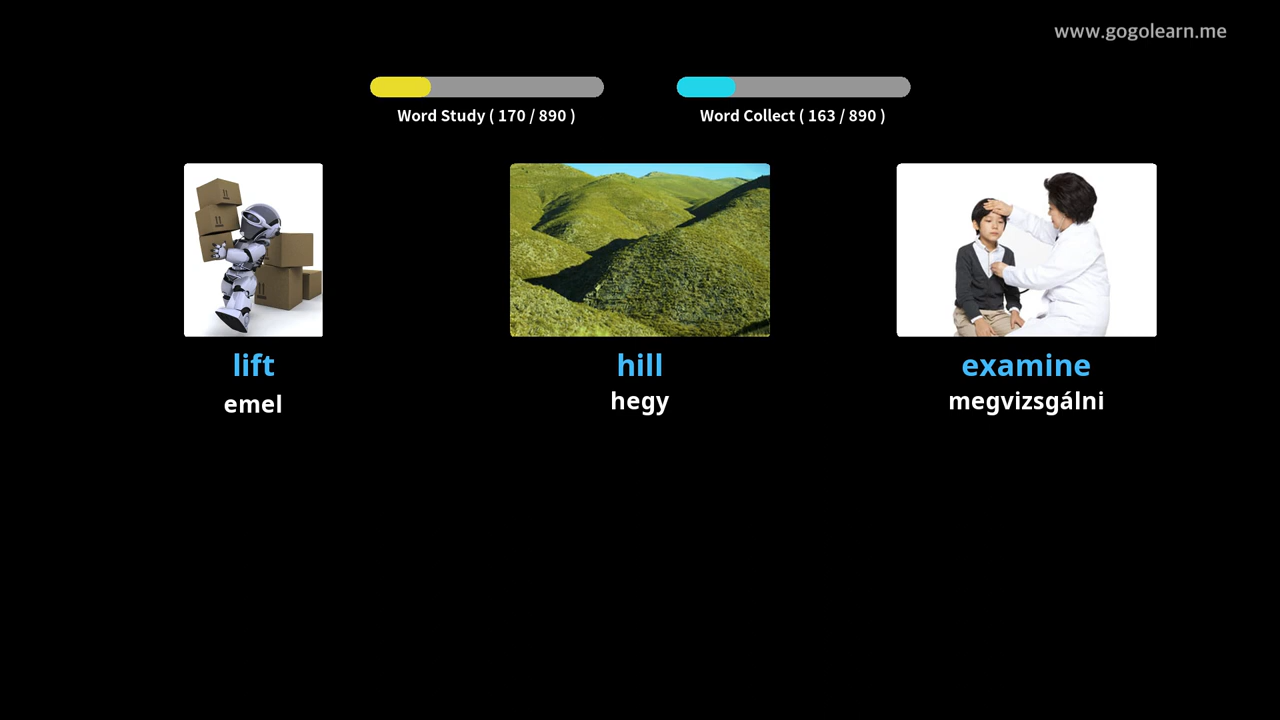 www.gogolearn.me
Word Study ( 170 / 890 )
Word Collect ( 163 / 890 )
lift
emel
hill
hegy
examine
megvizsgálni